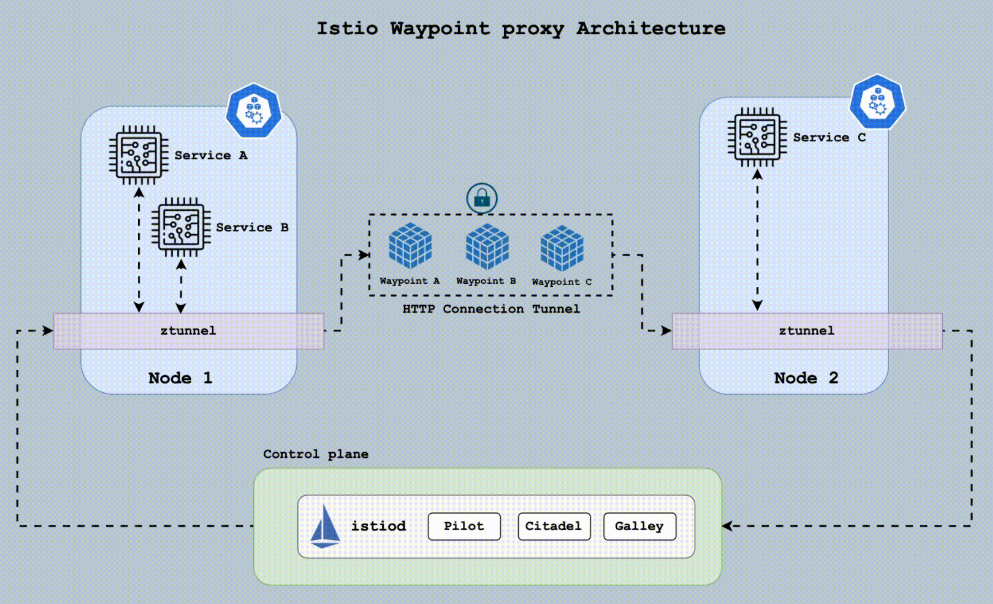 Istio Waypoint proxy Architecture
Service A
Service B
ztunnel
Node 1
Waypoint A
Waypoint B
Waypoint C
HTTP Connection Tunnel
Service C
ztunnel
Node 2
Control plane
istiod
Pilot
Citadel
Galley